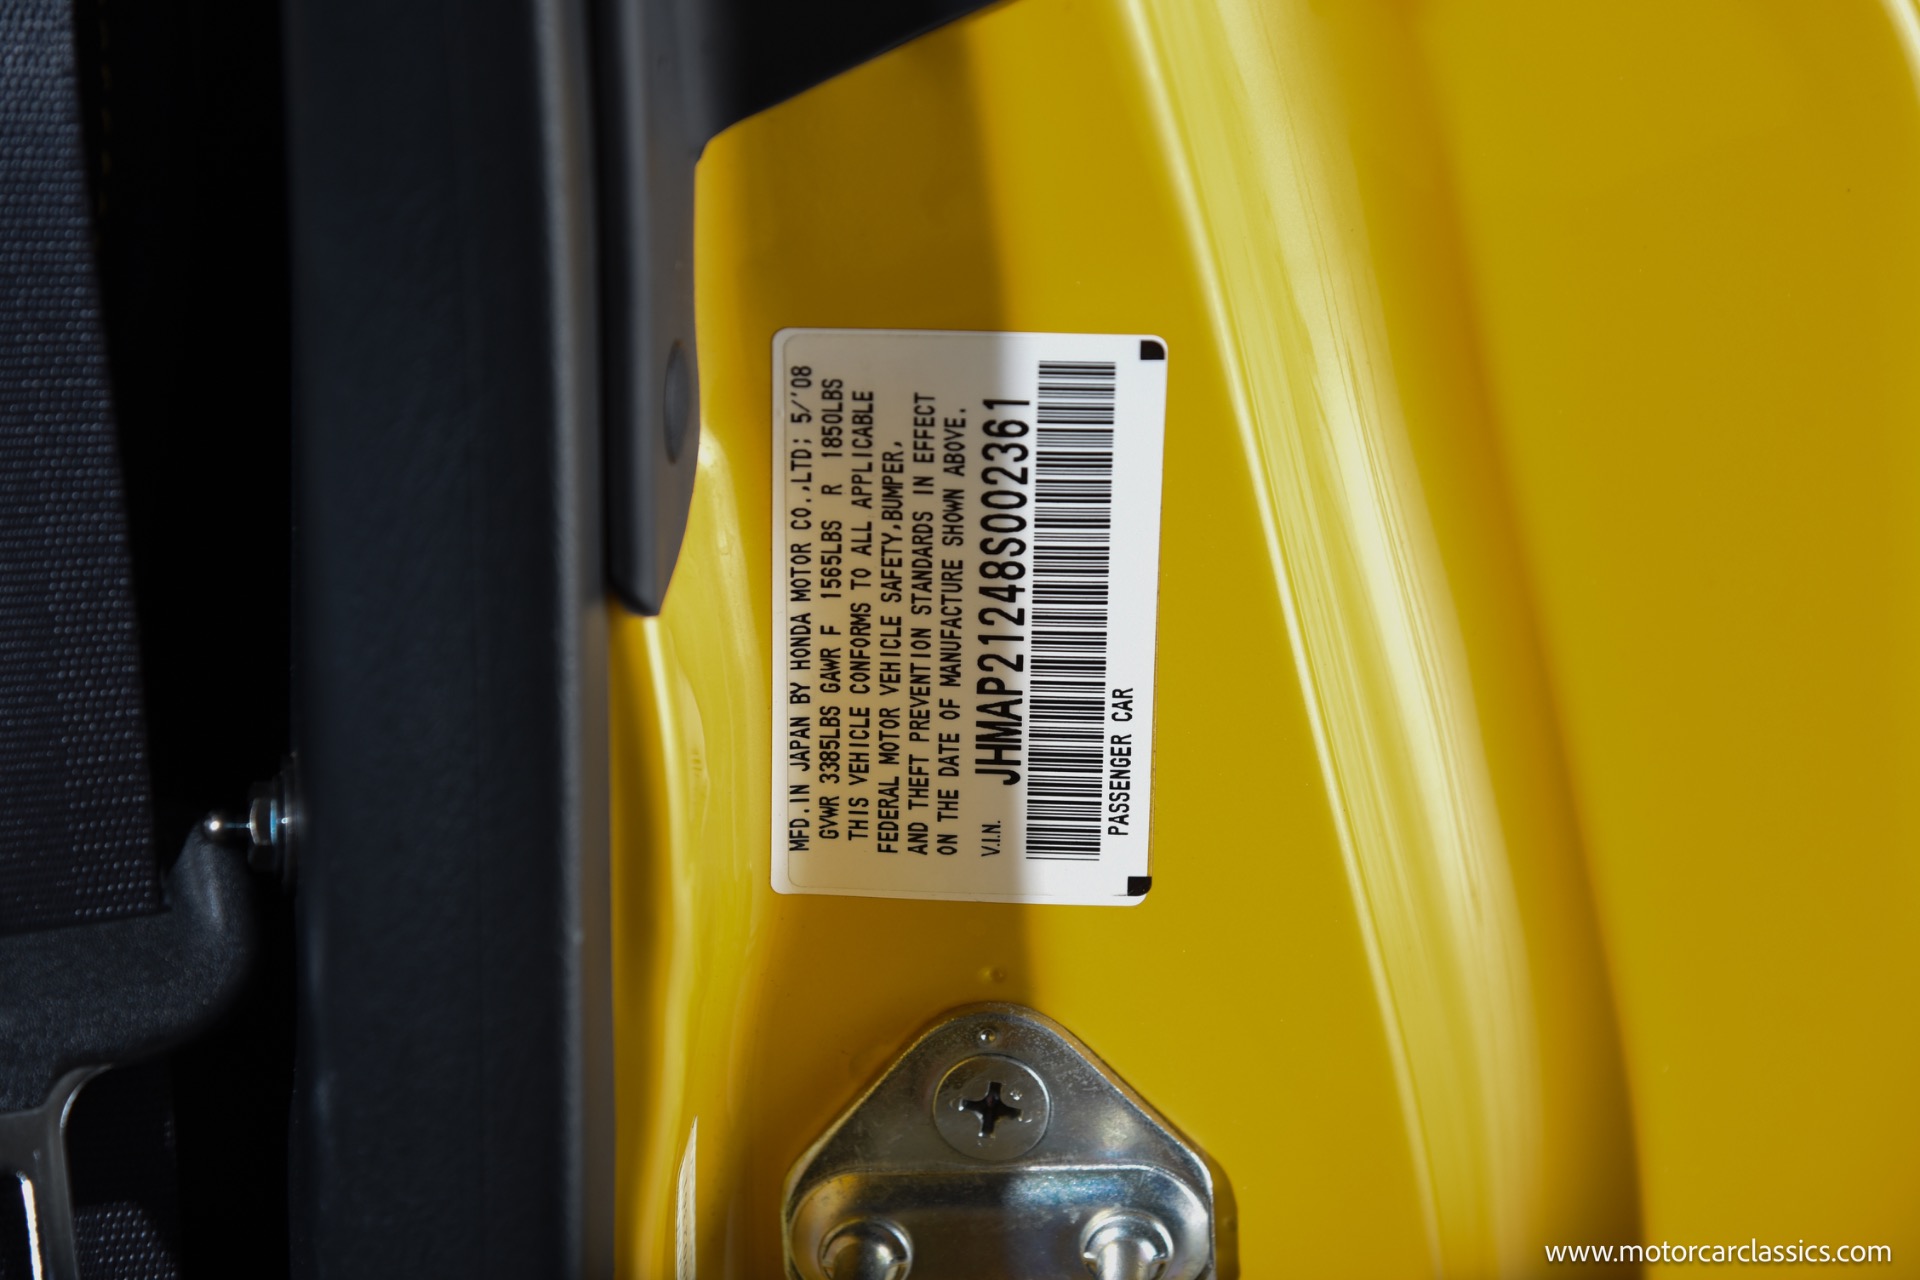 MFD.IN JAPAN BY HONDA MOTOR CO.,LTD; 5/'08
GVWR 3385LBS GAWR F 1565LBS R 1850LBS
THIS VEHICLE CONFORMS TO ALL APPLICABLE
FEDERAL MOTOR VEHICLE SAFETY,BUMPER,
AND THEFT PREVENTION STANDARDS IN EFFECT
ON THE DATE OF MANUFACTURE SHOWN ABOVE.
V.I.N. JHMAP21248S002361
PASSENGER CAR
www.motorcarclassics.com